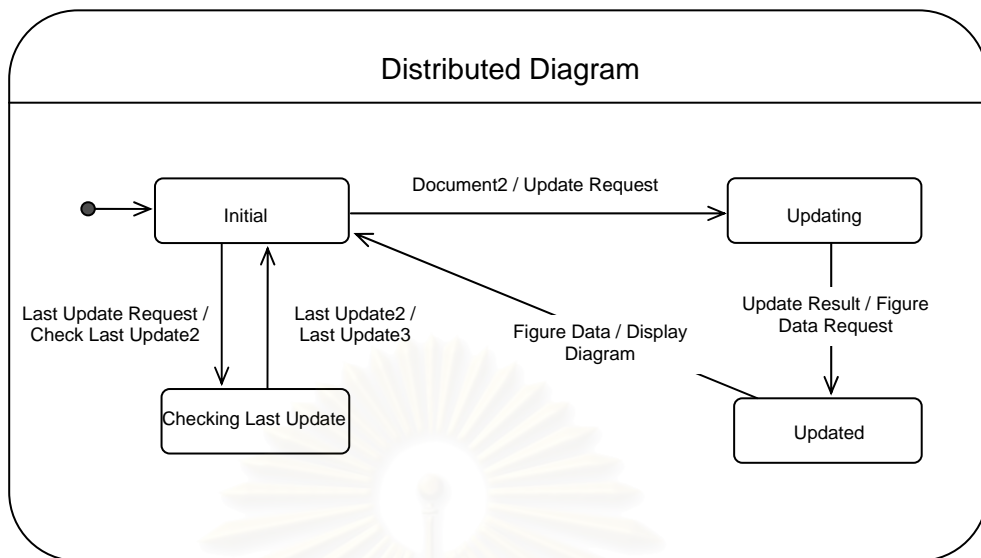 Distributed Diagram
Document2 / Update Request
Initial
Updating
Last Update Request /
Check Last Update2
Last Update2 /
Last Update3
Update Result / Figure
Data Request
Figure Data / Display
Diagram
Checking Last Update
Updated